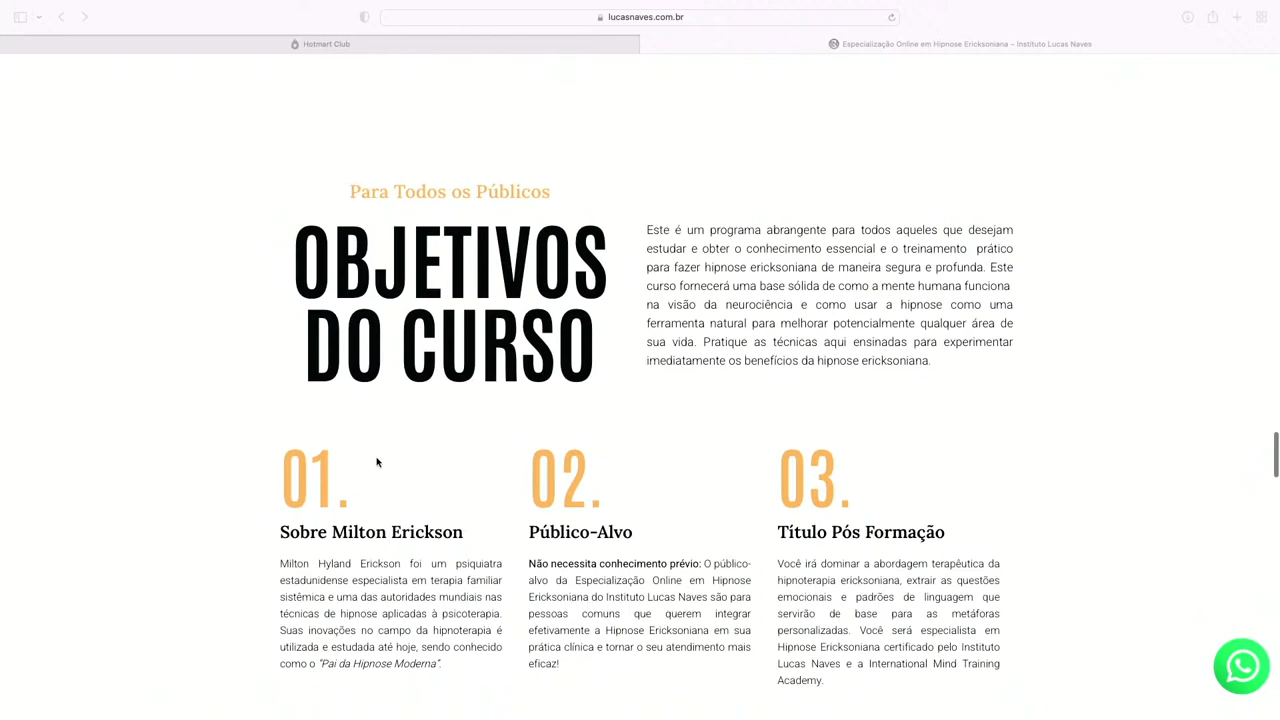 lucasnaves.com.br
Hotmart Club
Especialização Online em Hipnose Ericksoniana – Instituto Lucas Naves
Para Todos os Públicos
OBJETIVOS
DO CURSO
Este é um programa abrangente para todos aqueles que desejam
estudar e obter o conhecimento essencial e o treinamento prático
para fazer hipnose ericksoniana de maneira segura e profunda. Este
curso fornecerá uma base sólida de como a mente humana funciona
na visão da neurociência e como usar a hipnose como uma
ferramenta natural para melhorar potencialmente qualquer área de
sua vida. Pratique as técnicas aqui ensinadas para experimentar
imediatamente os benefícios da hipnose ericksoniana.
01.
Sobre Milton Erickson
Milton Hyland Erickson foi um psiquiatra
estadunidense especialista em terapia familiar
sistêmica e uma das autoridades mundiais nas
técnicas de hipnose aplicadas à psicoterapia.
Suas inovações no campo da hipnoterapia é
utilizada e estudada até hoje, sendo conhecido
como o "Pai da Hipnose Moderna".
02.
Público-Alvo
Não necessita conhecimento prévio: O público-
alvo da Especialização Online em Hipnose
Ericksoniana do Instituto Lucas Naves são para
pessoas comuns que querem integrar
efetivamente a Hipnose Ericksoniana em sua
prática clínica e tornar o seu atendimento mais
eficaz!
03.
Título Pós Formação
Você irá dominar a abordagem terapêutica da
hipnoterapia ericksoniana, extrair as questões
emocionais e padrões de linguagem que
servirão de base para as metáforas
personalizadas. Você será especialista em
Hipnose Ericksoniana certificado pelo Instituto
Lucas Naves e a International Mind Training
Academy.